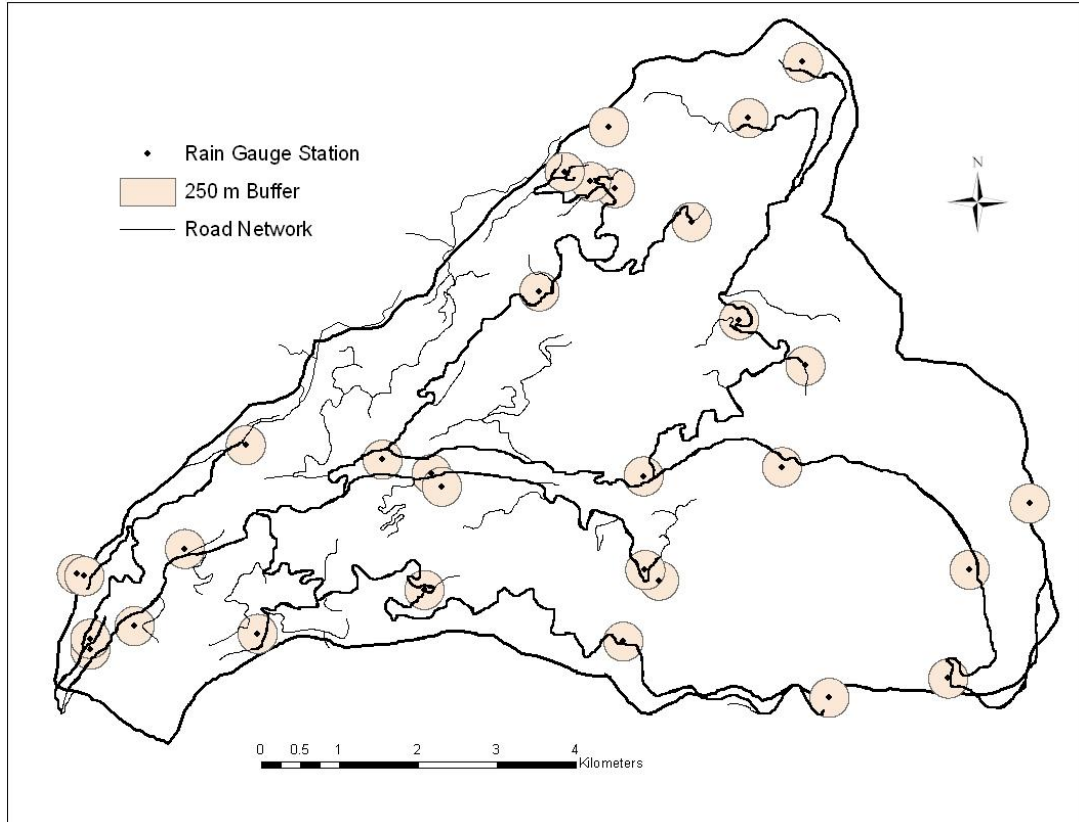 Rain Gauge Station
250 m Buffer
Road Network
N
0 0.5 1 2 3 4
Kilometers